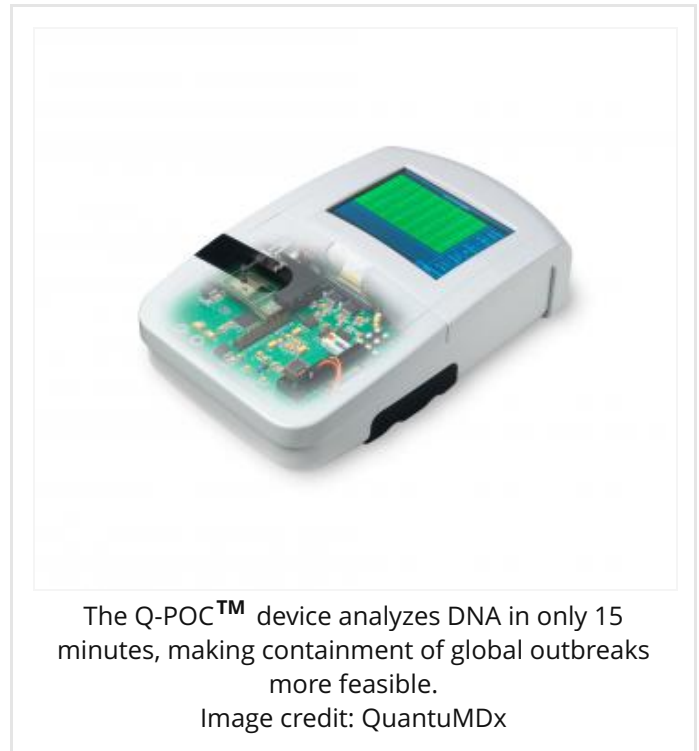 The Q-POC™ device analyzes DNA in only 15
minutes, making containment of global outbreaks
more feasible.
Image credit: QuantuMDx